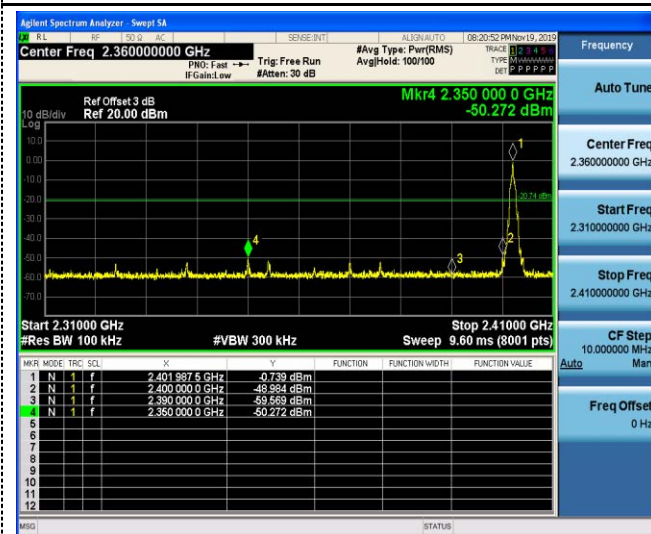 Agilent Spectrum Analyzer - Swept SA
RL RF 50 Ω AC SENSE:INT ALIGNAUTO 08:20:52 PMNov19, 2019
Center Freq 2.360000000 GHz
PNO: Fast
IFGain:Low
Trig: Free Run
#Atten: 30 dB
#Avg Type: Pwr(RMS)
Avg|Hold: 100/100
TRACE 1 2 3 4 5 6
TYPE M
DET P P P P P P
Frequency
Auto Tune
Center Freq
2.360000000 GHz
Start Freq
2.310000000 GHz
Stop Freq
2.410000000 GHz
CF Step
10.000000 MHz
Auto Man
Freq Offset
0 Hz
Mkr4 2.350 000 0 GHz
-50.272 dBm
Ref Offset 3 dB
10 dB/div Ref 20.00 dBm
Log
10.0
0.00
-10.0
-20.0
-30.0
-40.0
-50.0
-60.0
-70.0
-20.74 dBm
1
2
3
4
Start 2.31000 GHz Stop 2.41000 GHz
#Res BW 100 kHz #VBW 300 kHz Sweep 9.60 ms (8001 pts)
MKR MODE TRC SCL X Y FUNCTION FUNCTION WIDTH FUNCTION VALUE
1 N 1 f 2.401 987 5 GHz -0.739 dBm
2 N 1 f 2.400 000 0 GHz -48.984 dBm
3 N 1 f 2.390 000 0 GHz -59.569 dBm
4 N 1 f 2.350 000 0 GHz -50.272 dBm
5
6
7
8
9
10
11
12
MSG STATUS